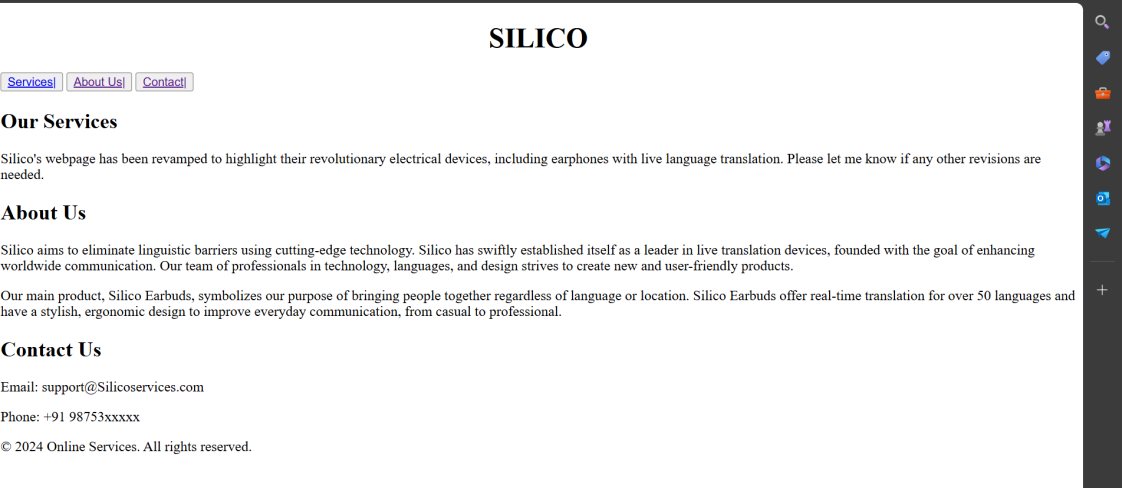 SILICO
Services| About Us| Contact|
Our Services
Silico's webpage has been revamped to highlight their revolutionary electrical devices, including earphones with live language translation. Please let me know if any other revisions are
needed.
About Us
Silico aims to eliminate linguistic barriers using cutting-edge technology. Silico has swiftly established itself as a leader in live translation devices, founded with the goal of enhancing
worldwide communication. Our team of professionals in technology, languages, and design strives to create new and user-friendly products.
Our main product, Silico Earbuds, symbolizes our purpose of bringing people together regardless of language or location. Silico Earbuds offer real-time translation for over 50 languages and
have a stylish, ergonomic design to improve everyday communication, from casual to professional.
Contact Us
Email: support@Silicoservices.com
Phone: +91 98753xxxxx
© 2024 Online Services. All rights reserved.